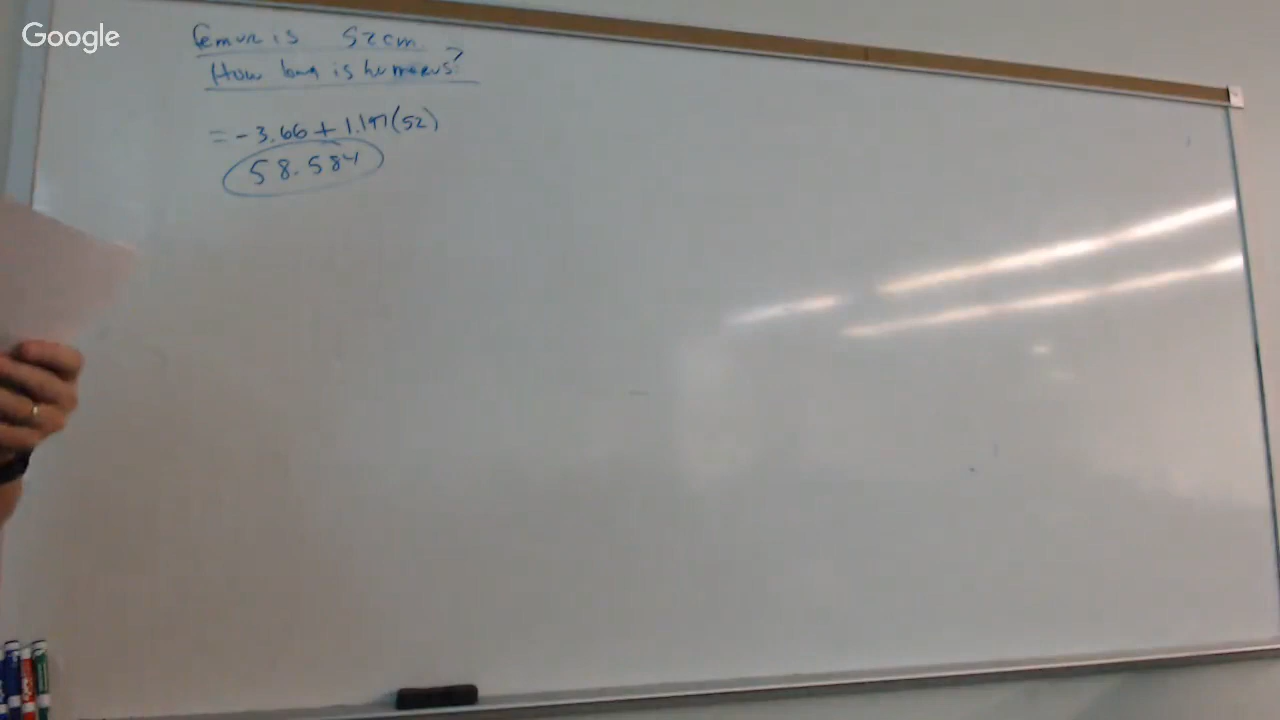 Google
femur is 52cm
How long is humerus?
= -3.66 + 1.197(52)
58.584